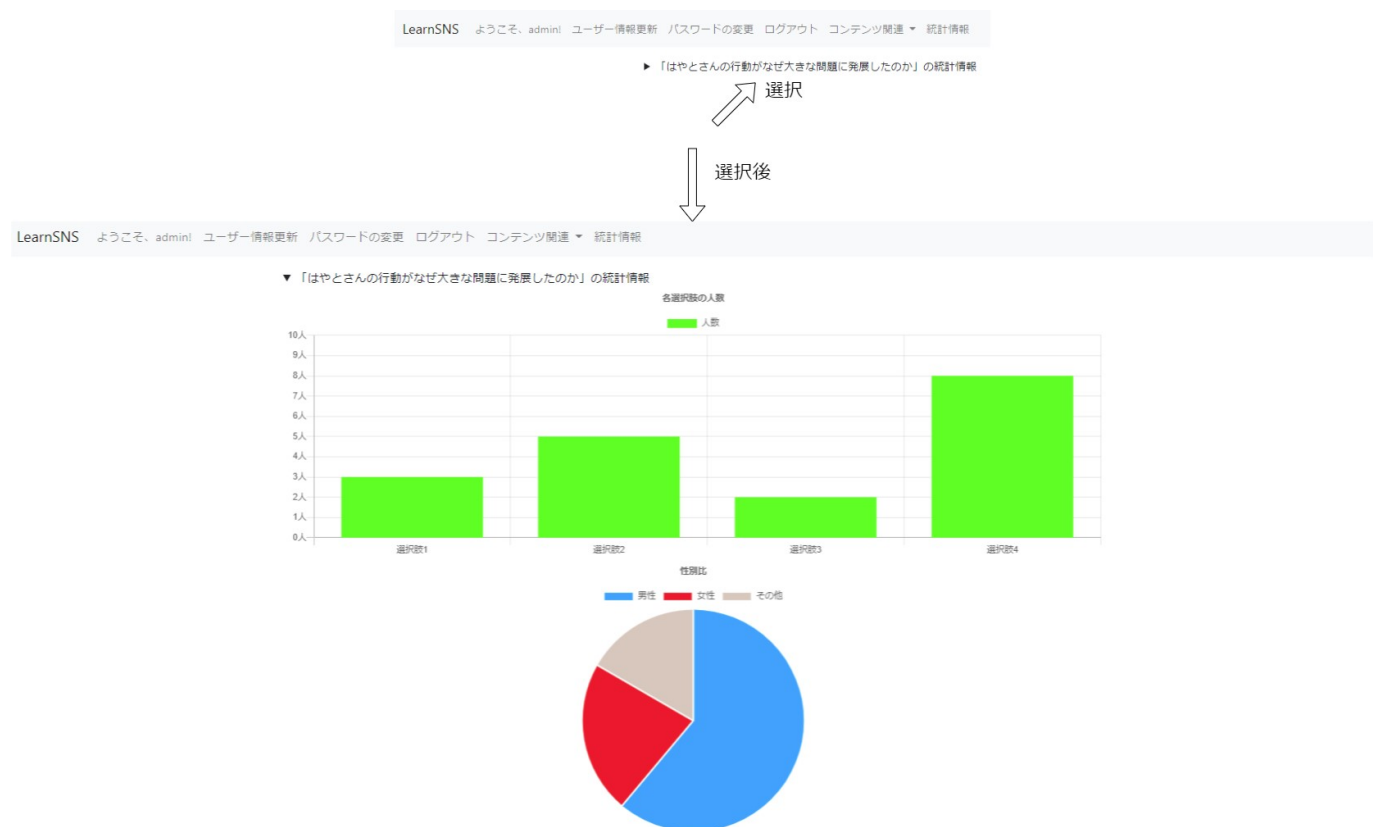 LearnSNS ようこそ、admin! ユーザー情報更新 パスワードの変更 ログアウト コンテンツ関連 ▼ 統計情報
▶ 「はやとさんの行動がなぜ大きな問題に発展したのか」の統計情報
選択
選択後
LearnSNS ようこそ、admin! ユーザー情報更新 パスワードの変更 ログアウト コンテンツ関連 ▼ 統計情報
▼ 「はやとさんの行動がなぜ大きな問題に発展したのか」の統計情報
各選択肢の人数
人数
10人
9人
8人
7人
6人
5人
4人
3人
2人
1人
0人
選択肢1 選択肢2 選択肢3 選択肢4
性別比
男性 女性 その他